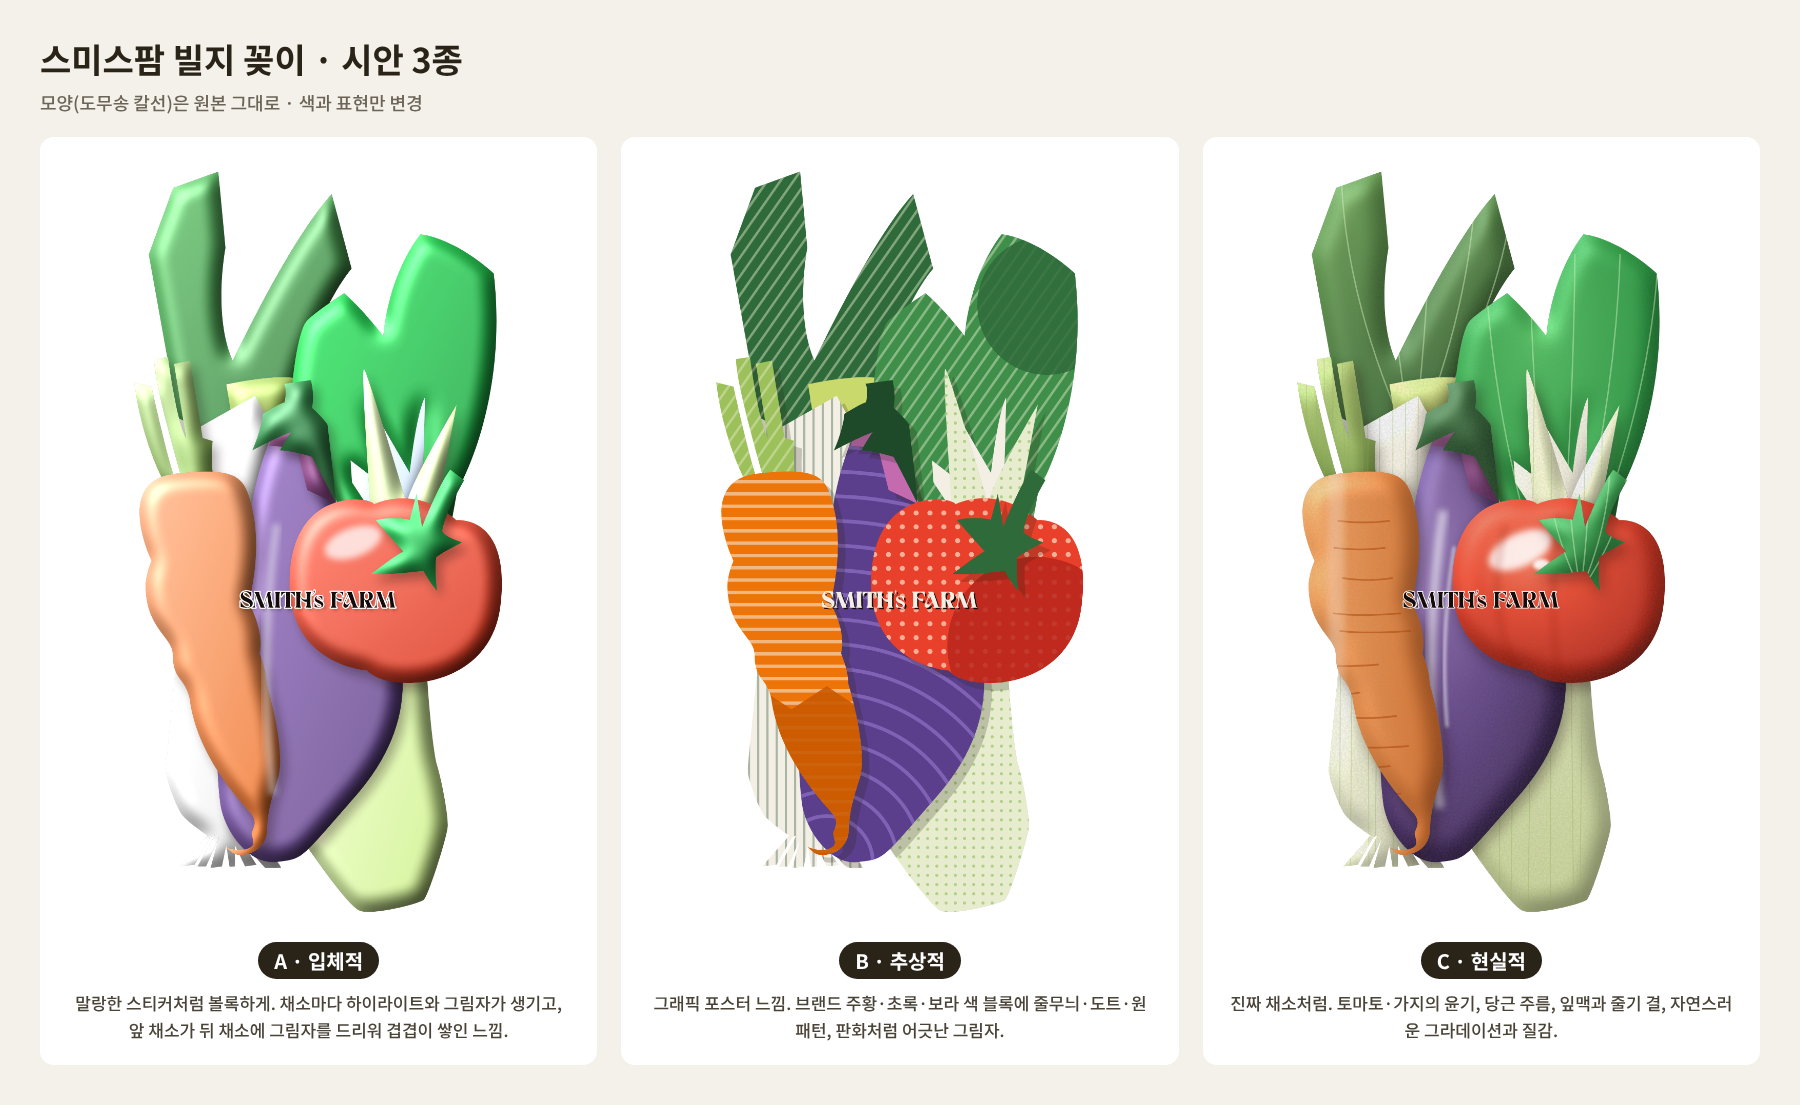 스미스팜 빌지 꽂이 · 시안 3종
모양(도무송 칼선)은 원본 그대로 · 색과 표현만 변경
SMITH's FARM
SMITH's FARM
SMITH's FARM
A · 입체적
말랑한 스티커처럼 볼록하게. 채소마다 하이라이트와 그림자가 생기고,
앞 채소가 뒤 채소에 그림자를 드리워 겹겹이 쌓인 느낌.
B · 추상적
그래픽 포스터 느낌. 브랜드 주황·초록·보라 색 블록에 줄무늬·도트·원
패턴, 판화처럼 어긋난 그림자.
C · 현실적
진짜 채소처럼. 토마토·가지의 윤기, 당근 주름, 잎맥과 줄기 결, 자연스러
운 그라데이션과 질감.